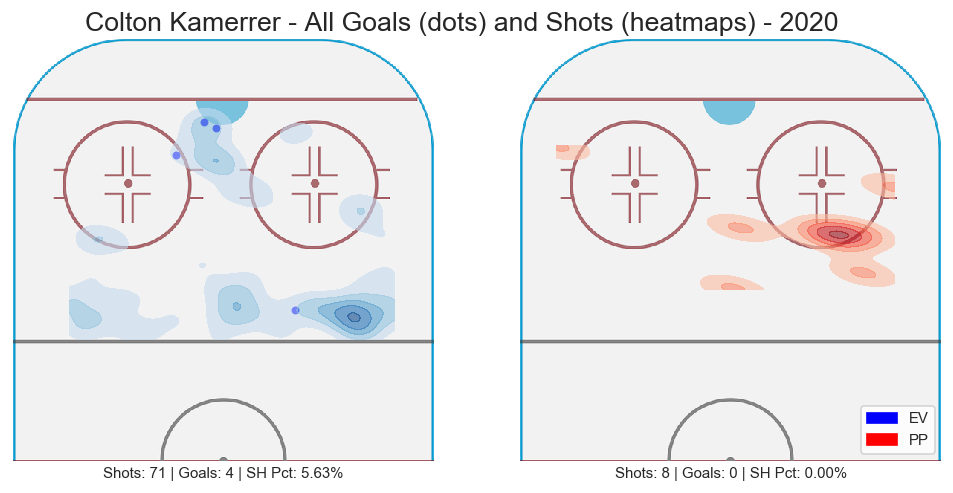 Colton Kamerrer - All Goals (dots) and Shots (heatmaps) - 2020
EV
PP
Shots: 71 | Goals: 4 | SH Pct: 5.63%
Shots: 8 | Goals: 0 | SH Pct: 0.00%